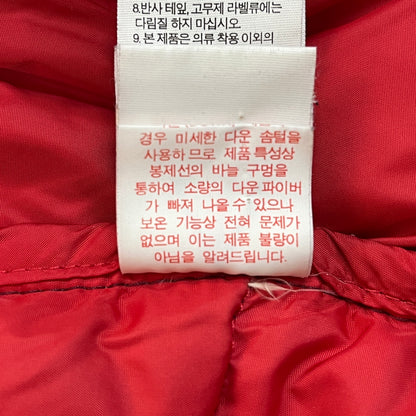 8.반사 테잎, 고무제 라벨류에는
다림질 하지 마십시오.
9. 본 제품은 의류 착용 이외의
경우 미세한 다운 솜털을
사용하므로 제품 특성상
봉제선의 바늘 구멍을
통하여 소량의 다운파이버
가 빠져 나올 수 있으나
보온 기능상 전혀 문제가
없으며 이는 제품 불량이
아님을 알려드립니다.